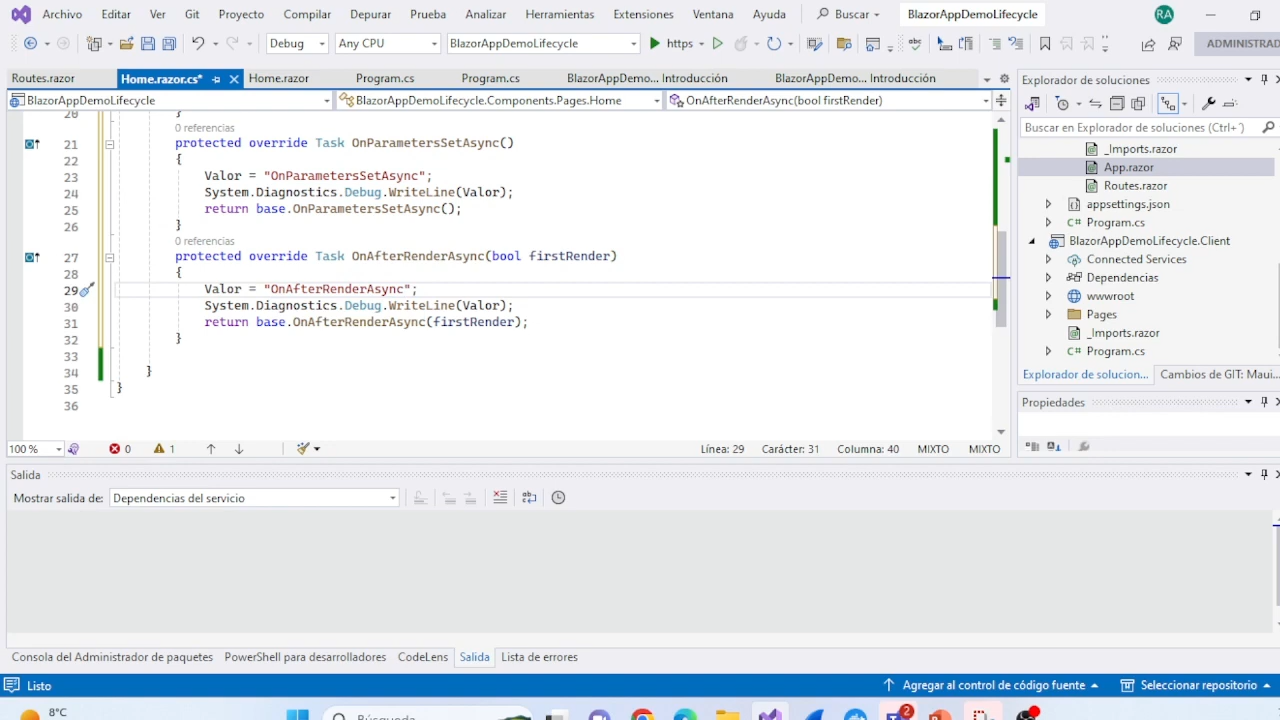 Archivo Editar Ver Git Proyecto Compilar Depurar Prueba Analizar Herramientas Extensiones Ventana Ayuda Buscar BlazorAppDemoLifecycle RA
Debug Any CPU BlazorAppDemoLifecycle https ADMINISTRAD
Routes.razor Home.razor.cs* Home.razor Program.cs Program.cs BlazorAppDemo... Introducción BlazorAppDemo... Introducción
BlazorAppDemoLifecycle BlazorAppDemoLifecycle.Components.Pages.Home OnAfterRenderAsync(bool firstRender)
20 }
0 referencias
21 protected override Task OnParametersSetAsync()
22 {
23 Valor = "OnParametersSetAsync";
24 System.Diagnostics.Debug.WriteLine(Valor);
25 return base.OnParametersSetAsync();
26 }
0 referencias
27 protected override Task OnAfterRenderAsync(bool firstRender)
28 {
29 Valor = "OnAfterRenderAsync";
30 System.Diagnostics.Debug.WriteLine(Valor);
31 return base.OnAfterRenderAsync(firstRender);
32 }
33
34 }
35 }
36
100 % 0 1 Línea: 29 Carácter: 31 Columna: 40 MIXTO MIXTO
Explorador de soluciones
Buscar en Explorador de soluciones (Ctrl+´)
_Imports.razor
App.razor
Routes.razor
appsettings.json
C# Program.cs
BlazorAppDemoLifecycle.Client
Connected Services
Dependencias
wwwroot
Pages
_Imports.razor
C# Program.cs
Explorador de solucion... Cambios de GIT: Maui...
Propiedades
Salida
Mostrar salida de: Dependencias del servicio
Consola del Administrador de paquetes PowerShell para desarrolladores CodeLens Salida Lista de errores
Listo Agregar al control de código fuente Seleccionar repositorio
8°C Búsqueda 2